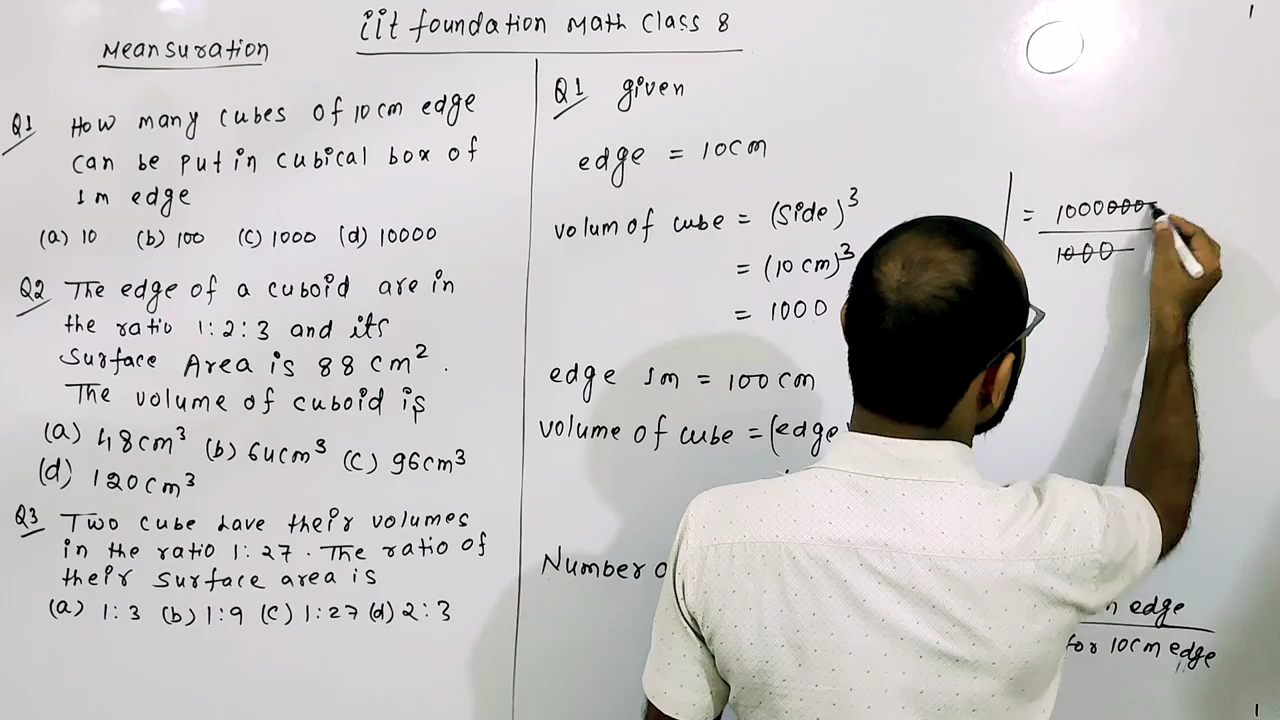 iit foundation Math Class 8
Meansuration
Q1 How many cubes of 10cm edge
can be put in cubical box of
1m edge
(a) 10 (b) 100 (c) 1000 (d) 10000
Q2 The edge of a cuboid are in
the ratio 1:2:3 and its
Surface Area is 88 cm².
The volume of cuboid is
(a) 48cm³ (b) 64cm³ (c) 96cm³
(d) 120cm³
Q3 Two cube have their volumes
in the ratio 1:27. The ratio of
their surface area is
(a) 1:3 (b) 1:9 (c) 1:27 (d) 2:3
Q1 given
edge = 10cm
volum of cube = (Side)³
= (10 cm)³
= 1000
edge 1m = 100 cm
volume of cube = (edge
Number
= 1000000
1000
edge
for 10cm edge
1
1